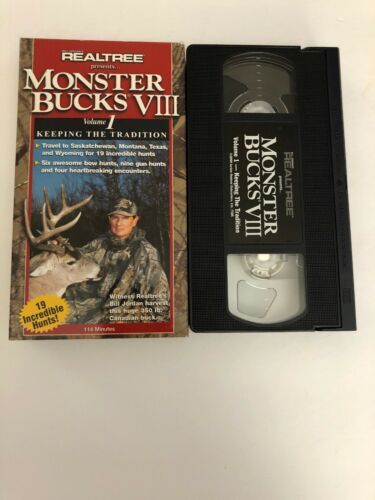 REALTREE
presents...
MONSTER
BUCKS VIII
Volume 1
KEEPING THE TRADITION
Travel to Saskatchewan, Montana, Texas,
and Wyoming for 19 incredible hunts
Six awesome bow hunts, nine gun hunts
and four heartbreaking encounters.
19
Incredible
Hunts!
Witness Realtree's
Bill Jordan harvest
this huge 350 lb.
Canadian buck.
114 Minutes
REALTREE
presents...
MONSTER
BUCKS VIII
Volume 1 — Keeping The Tradition